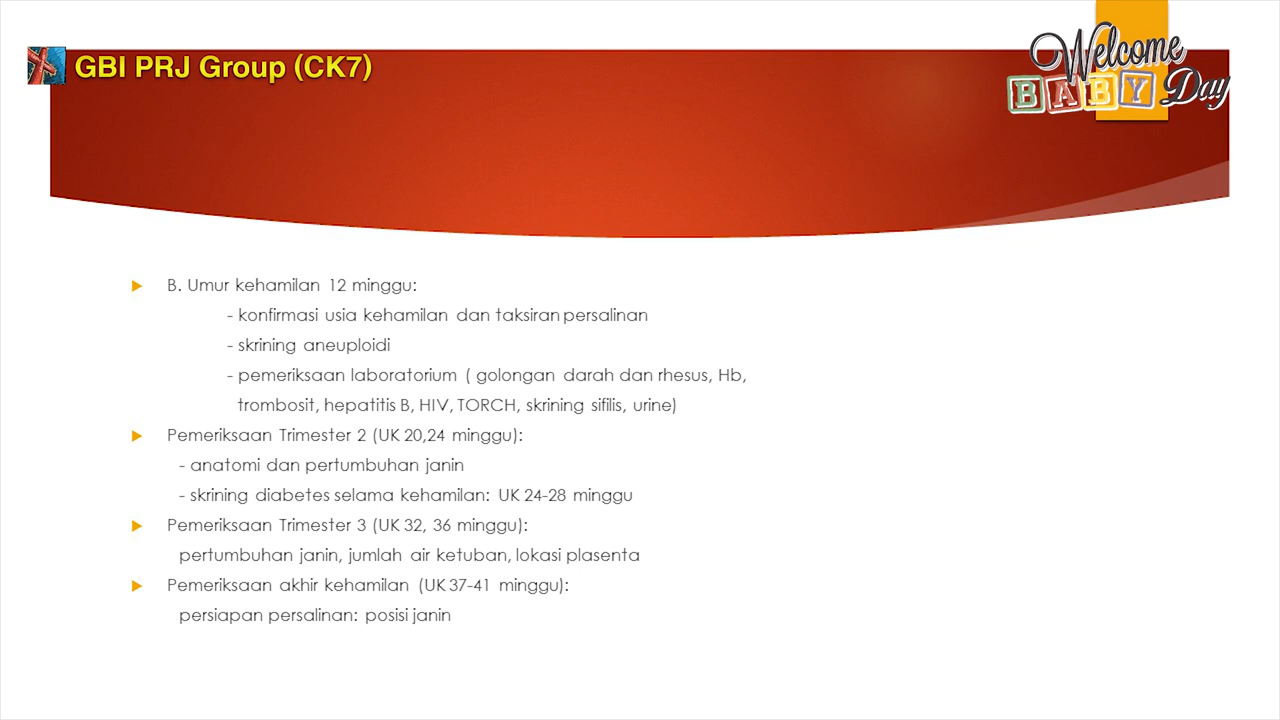 GBI PRJ Group (CK7)
Welcome
BABY Day
B. Umur kehamilan 12 minggu:
- konfirmasi usia kehamilan dan taksiran persalinan
- skrining aneuploidi
- pemeriksaan laboratorium ( golongan darah dan rhesus, Hb,
trombosit, hepatitis B, HIV, TORCH, skrining sifilis, urine)
Pemeriksaan Trimester 2 (UK 20,24 minggu):
- anatomi dan pertumbuhan janin
- skrining diabetes selama kehamilan: UK 24-28 minggu
Pemeriksaan Trimester 3 (UK 32, 36 minggu):
pertumbuhan janin, jumlah air ketuban, lokasi plasenta
Pemeriksaan akhir kehamilan (UK 37-41 minggu):
persiapan persalinan: posisi janin